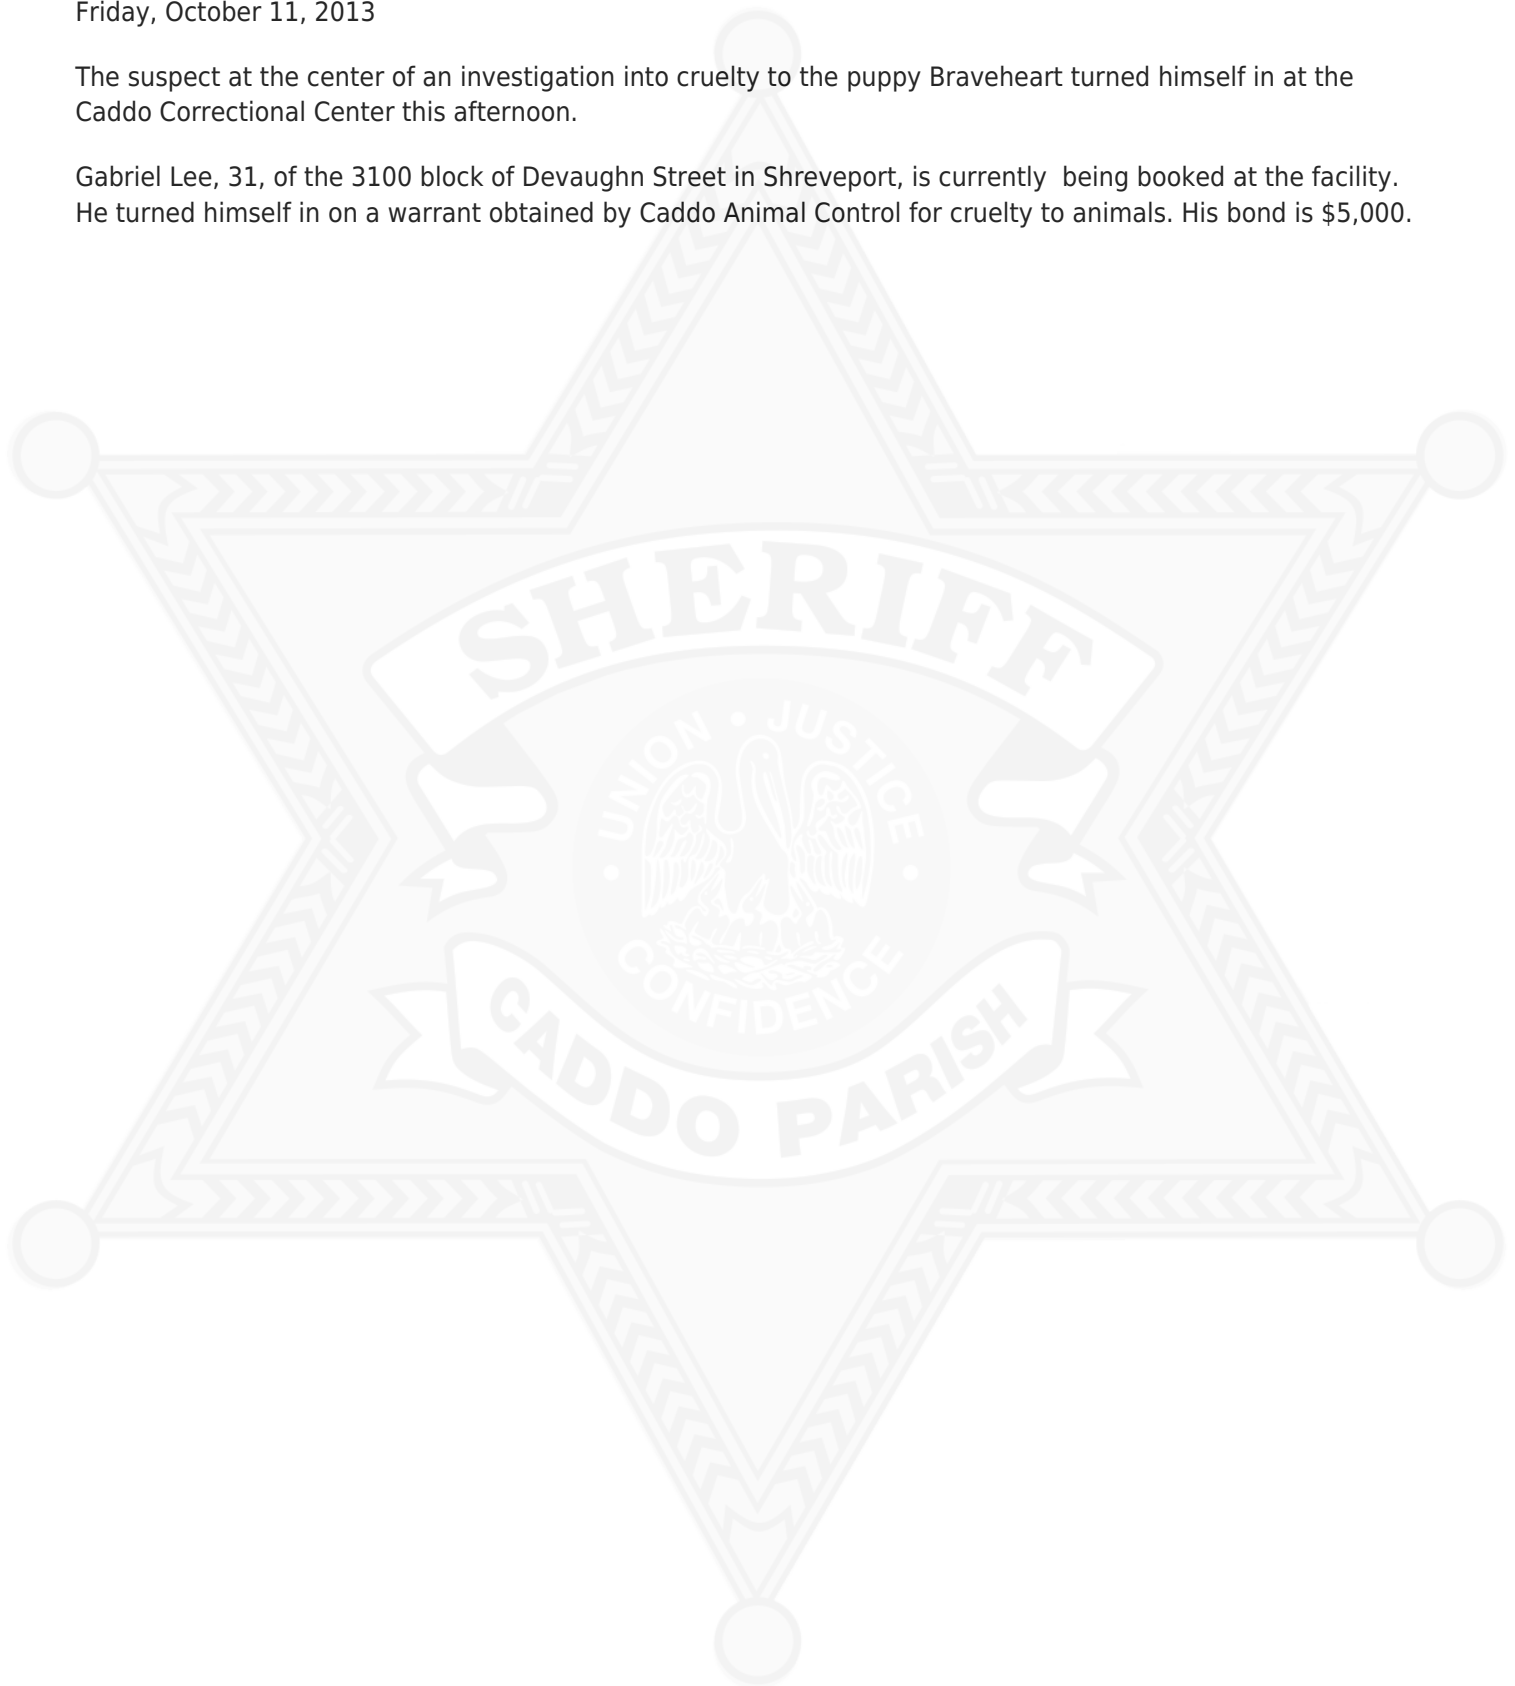 Friday, October 11, 2013
The suspect at the center of an investigation into cruelty to the puppy Braveheart turned himself in at the
Caddo Correctional Center this afternoon.
Gabriel Lee, 31, of the 3100 block of Devaughn Street in Shreveport, is currently  being booked at the facility.
He turned himself in on a warrant obtained by Caddo Animal Control for cruelty to animals. His bond is $5,000.
SHERIFF
UNION • JUSTICE
• CONFIDENCE •
CADDO PARISH